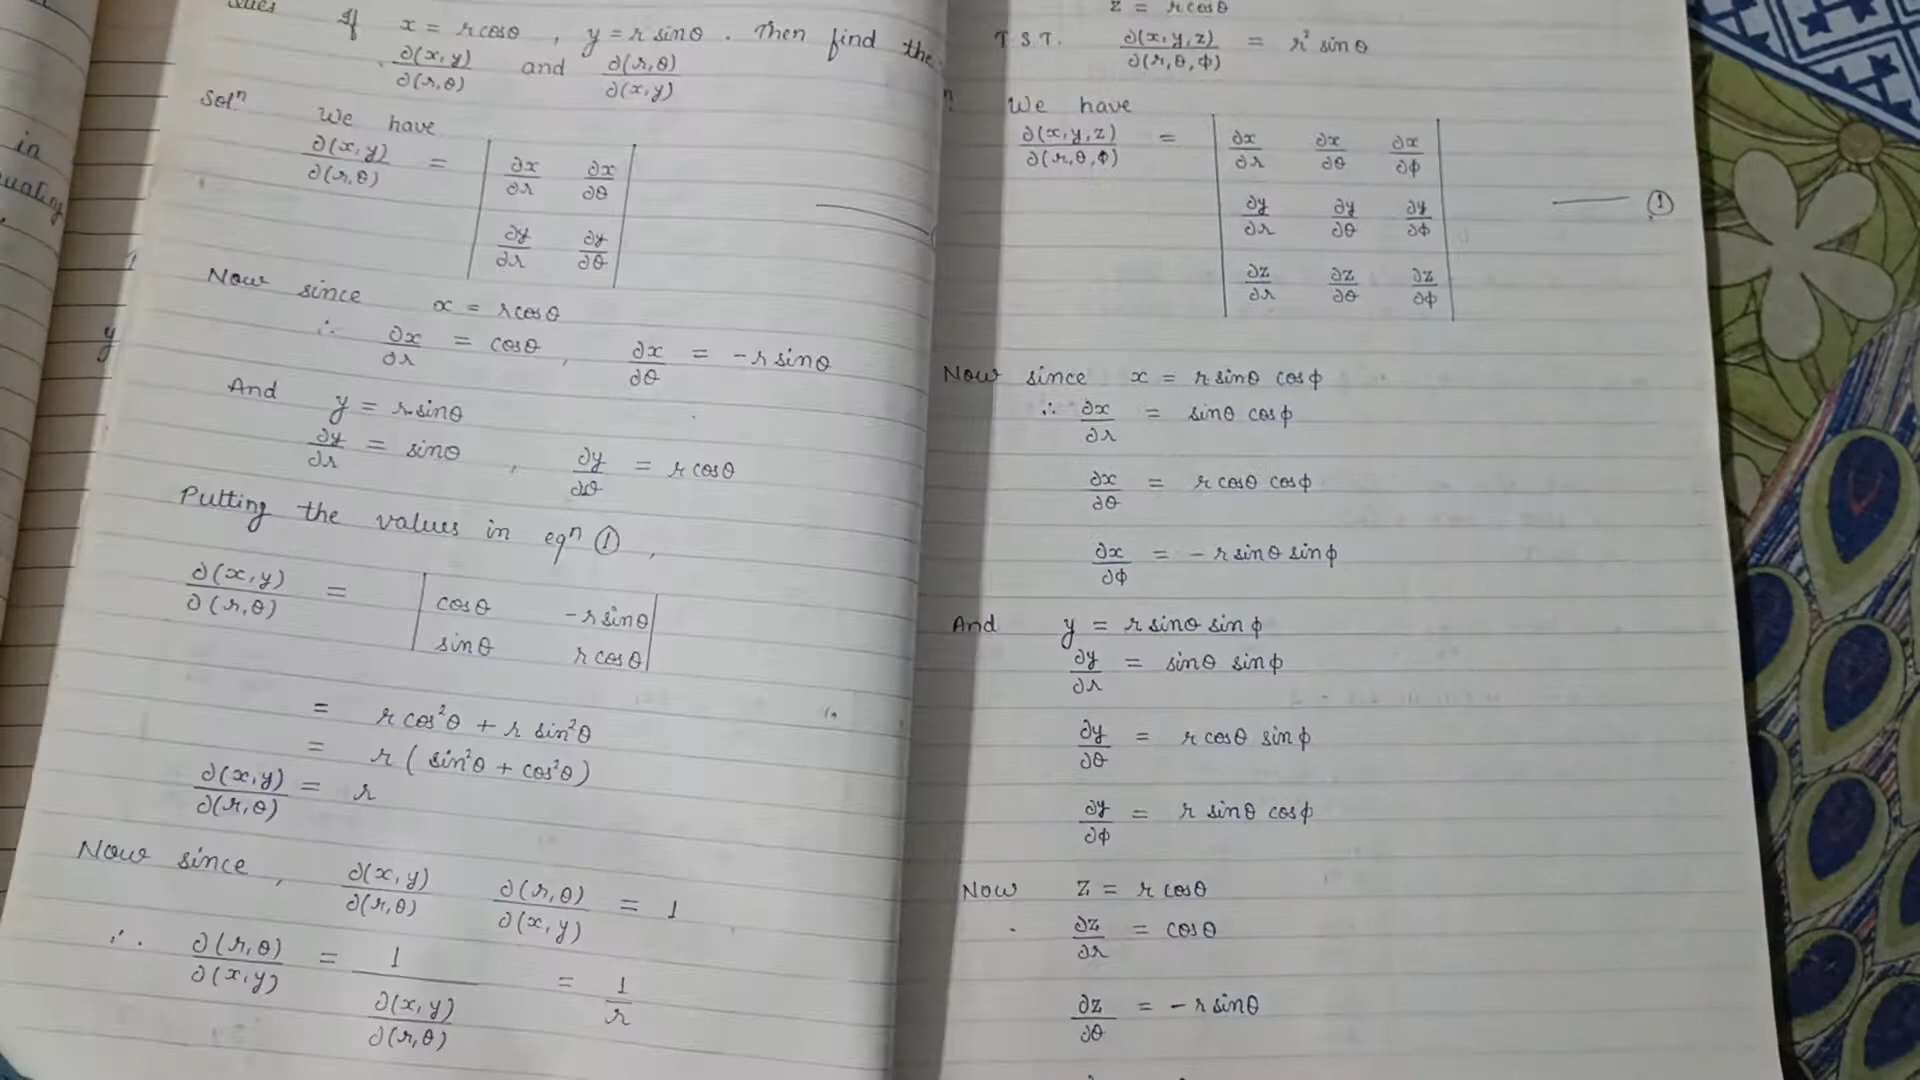 Ques If x = r cosθ , y = r sinθ . Then find the
∂(x,y)/∂(r,θ) and ∂(r,θ)/∂(x,y)
Solⁿ We have
∂(x,y)/∂(r,θ) = | ∂x/∂r ∂x/∂θ |
| ∂y/∂r ∂y/∂θ |
Now since x = r cosθ
∴ ∂x/∂r = cosθ , ∂x/∂θ = -r sinθ
And y = r sinθ
∂y/∂r = sinθ , ∂y/∂θ = r cosθ
Putting the values in eqⁿ ① ,
∂(x,y)/∂(r,θ) = | cosθ -r sinθ |
| sinθ r cosθ |
= r cos²θ + r sin²θ
= r ( sin²θ + cos²θ )
∂(x,y)/∂(r,θ) = r
Now since , ∂(x,y)/∂(r,θ) ∂(r,θ)/∂(x,y) = 1
∴ ∂(r,θ)/∂(x,y) = 1/(∂(x,y)/∂(r,θ)) = 1/r
z = r cosθ
T.S.T. ∂(x,y,z)/∂(r,θ,ϕ) = r² sinθ
We have
∂(x,y,z)/∂(r,θ,ϕ) = | ∂x/∂r ∂x/∂θ ∂x/∂ϕ |
| ∂y/∂r ∂y/∂θ ∂y/∂ϕ | — ①
| ∂z/∂r ∂z/∂θ ∂z/∂ϕ |
Now since x = r sinθ cosϕ
∴ ∂x/∂r = sinθ cosϕ
∂x/∂θ = r cosθ cosϕ
∂x/∂ϕ = - r sinθ sinϕ
And y = r sinθ sinϕ
∂y/∂r = sinθ sinϕ
∂y/∂θ = r cosθ sinϕ
∂y/∂ϕ = r sinθ cosϕ
Now z = r cosθ
∂z/∂r = cosθ
∂z/∂θ = - r sinθ
in
y